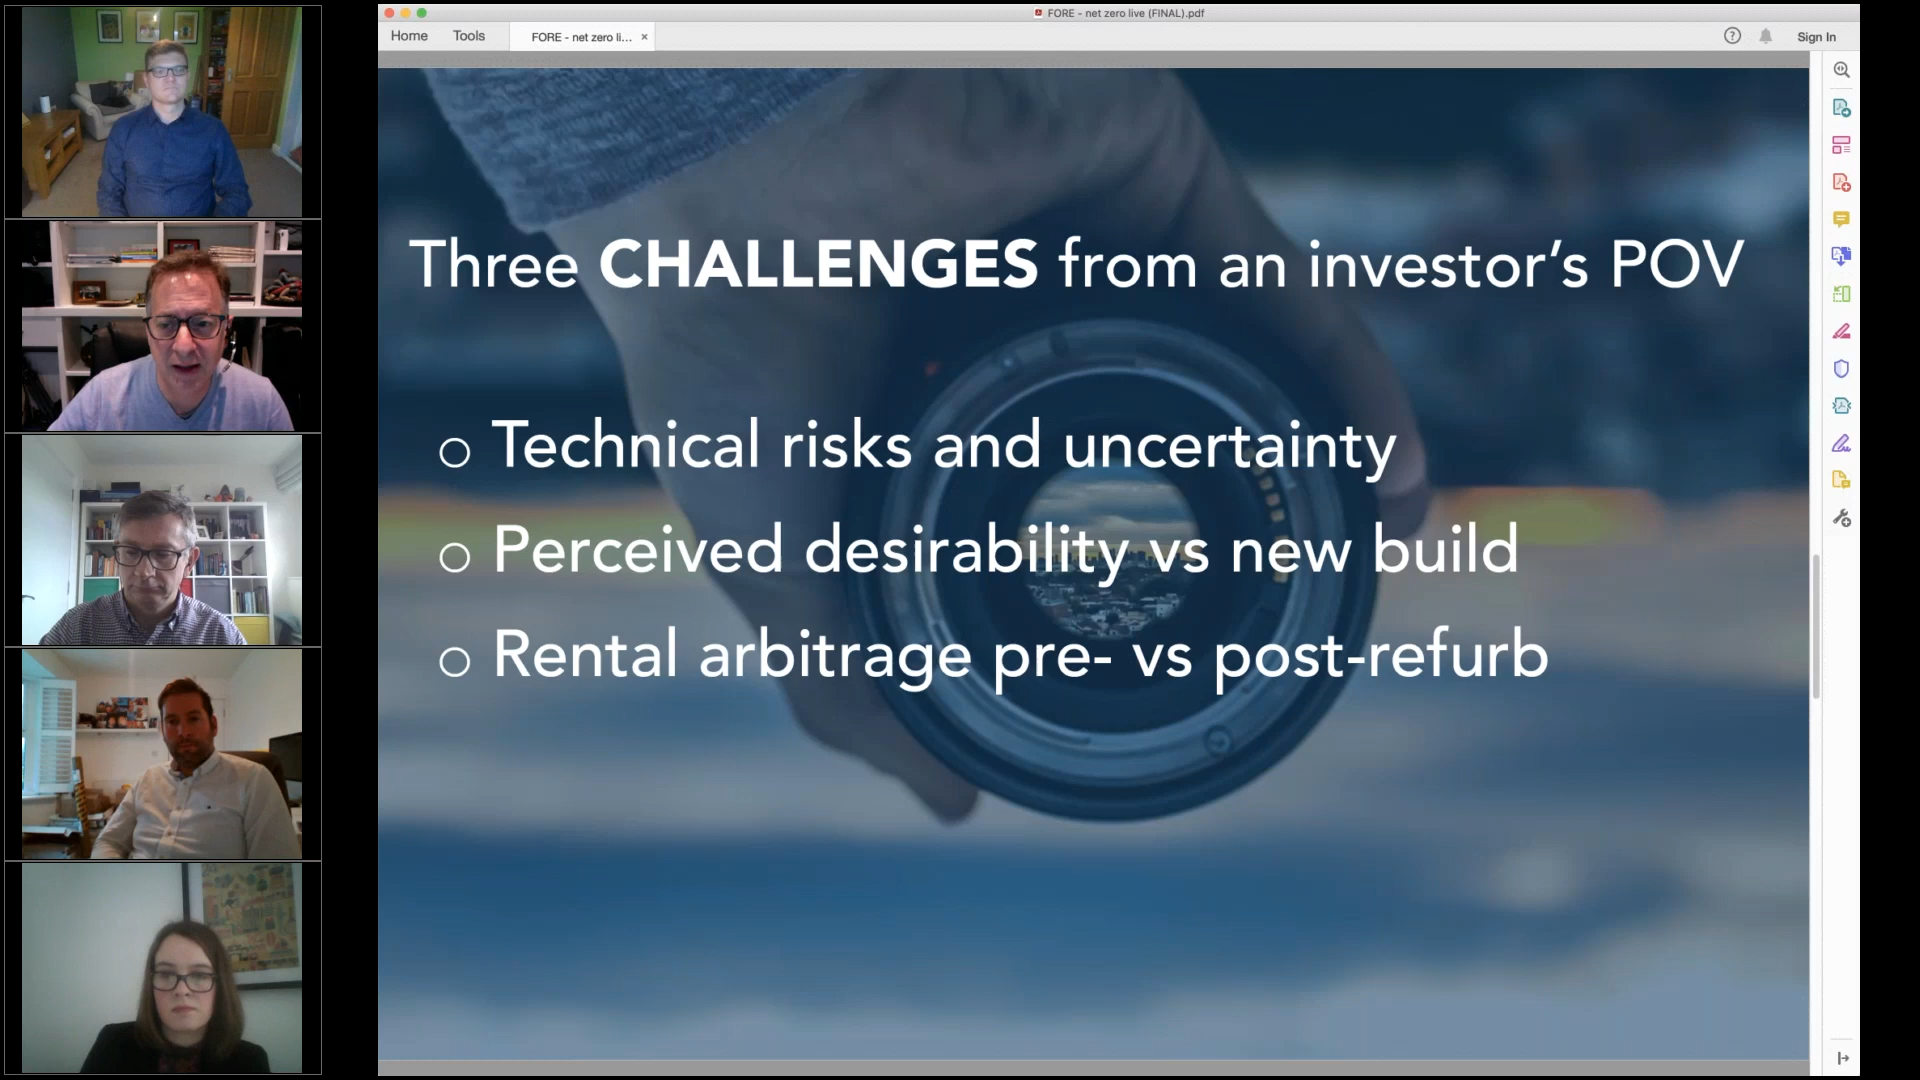 FORE - net zero live (FINAL).pdf
Home Tools FORE - net zero li... × Sign In
Three CHALLENGES from an investor’s POV
o Technical risks and uncertainty
o Perceived desirability vs new build
o Rental arbitrage pre- vs post-refurb